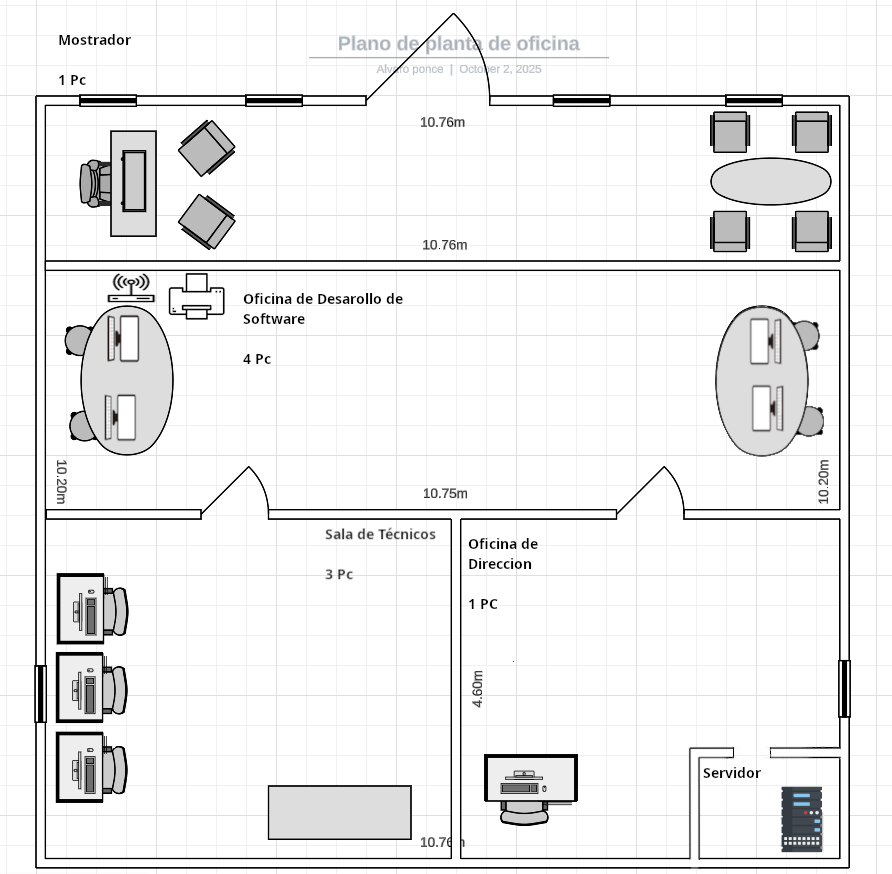 Mostrador
1 Pc
Plano de planta de oficina
Alvaro ponce | October 2, 2025
10.76m
10.76m
Oficina de Desarollo de
Software
4 Pc
10.20m
10.75m
10.20m
Sala de Técnicos
3 Pc
Oficina de
Direccion
1 PC
4.60m
Servidor
10.76m